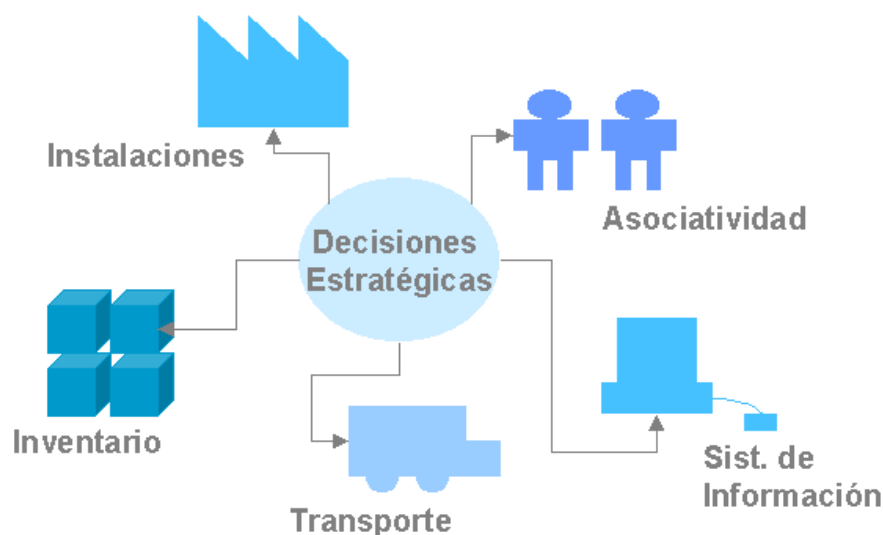 Instalaciones
Asociatividad
Decisiones
Estratégicas
Inventario
Transporte
Sist. de
Información